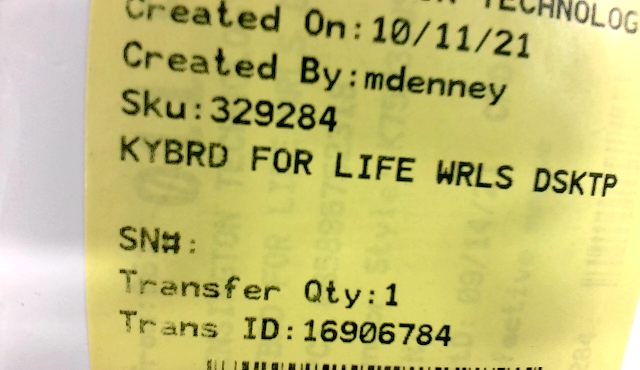 TECHNOLOG
Created On:10/11/21
Created By:mdenney
Sku:329284
KYBRD FOR LIFE WRLS DSKTP
SN#:
Transfer Qty:1
Trans ID:16906784